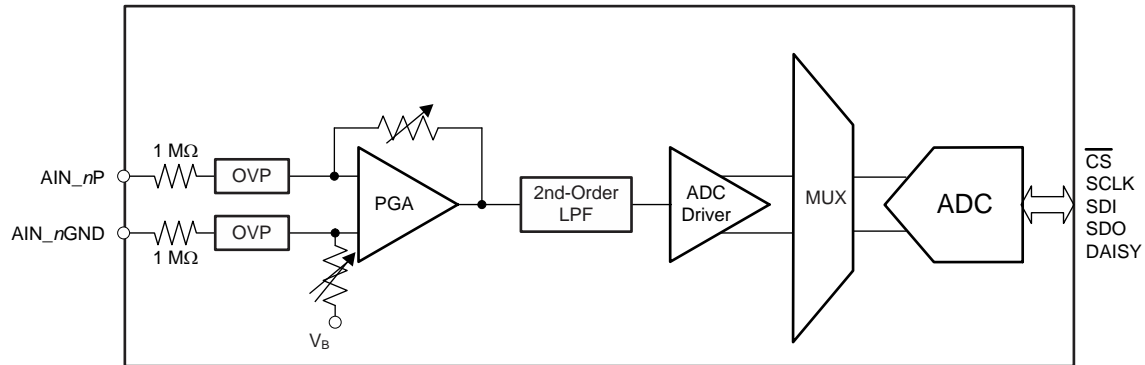 1 MΩ
AIN_nP
OVP
AIN_nGND
OVP
1 MΩ
V_B
PGA
2nd-Order
LPF
ADC
Driver
MUX
ADC
CS
SCLK
SDI
SDO
DAISY